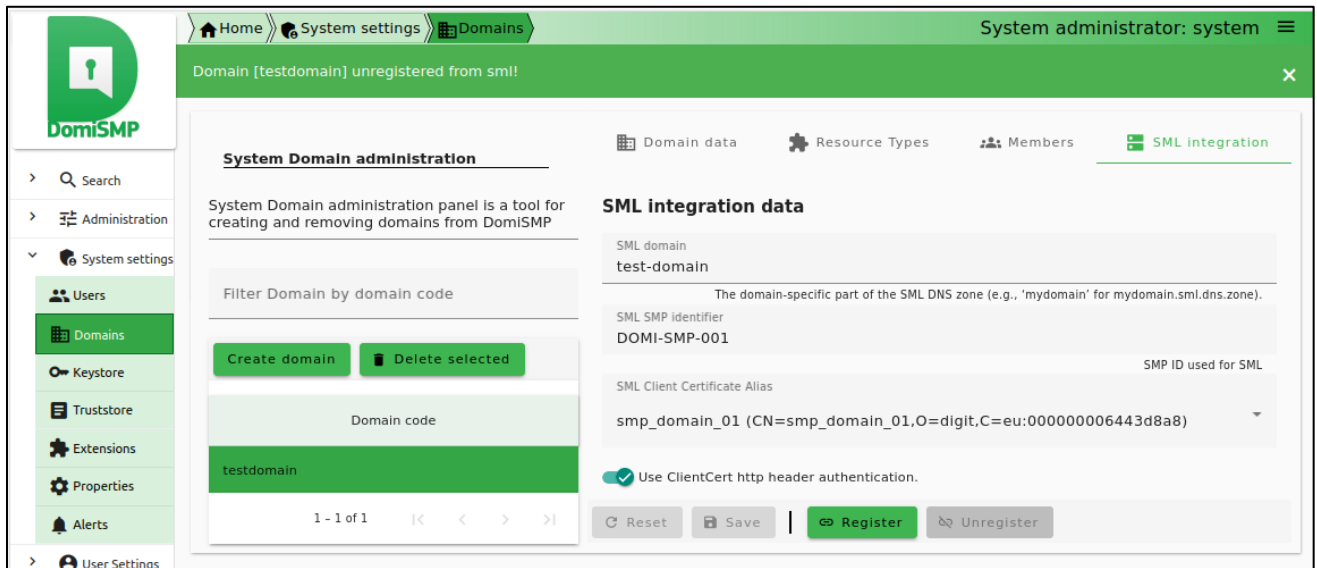 DomiSMP
Home
System settings
Domains
System administrator: system
Domain [testdomain] unregistered from sml!
Search
Administration
System settings
Users
Domains
Keystore
Truststore
Extensions
Properties
Alerts
User Settings
System Domain administration
System Domain administration panel is a tool for
creating and removing domains from DomiSMP
Filter Domain by domain code
Create domain
Delete selected
Domain code
testdomain
1 – 1 of 1
Domain data
Resource Types
Members
SML integration
SML integration data
SML domain
test-domain
The domain-specific part of the SML DNS zone (e.g., ‘mydomain’ for mydomain.sml.dns.zone).
SML SMP identifier
DOMI-SMP-001
SMP ID used for SML
SML Client Certificate Alias
smp_domain_01 (CN=smp_domain_01,O=digit,C=eu:000000006443d8a8)
Use ClientCert http header authentication.
Reset
Save
Register
Unregister